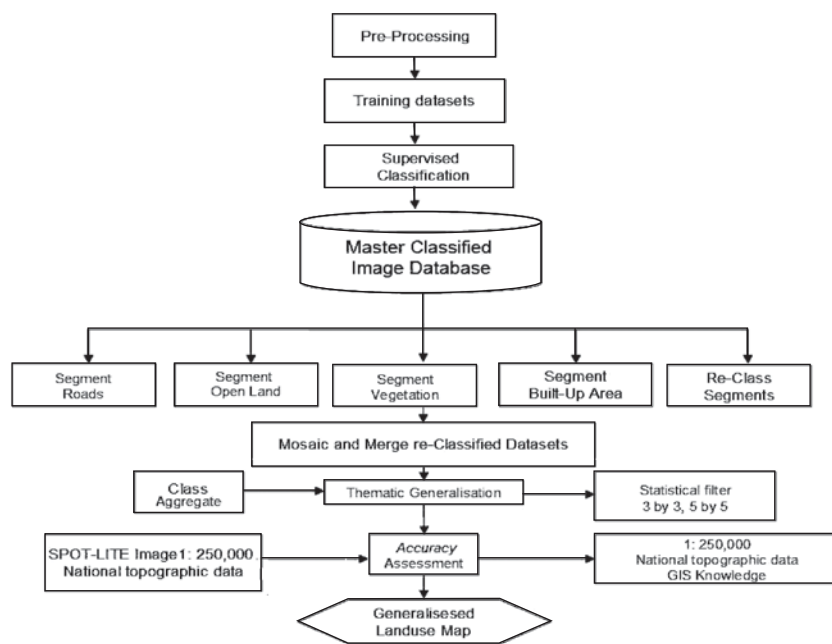 Pre-Processing
Training datasets
Supervised
Classification
Master Classified
Image Database
Segment
Roads
Segment
Open Land
Segment
Vegetation
Segment
Built-Up Area
Re-Class
Segments
Mosaic and Merge re-Classified Datasets
Class
Aggregate
Thematic Generalisation
Statistical filter
3 by 3, 5 by 5
SPOT-LITE Image1: 250,000
National topographic data
Accuracy
Assessment
1: 250,000
National topographic data
GIS Knowledge
Generalisesed
Landuse Map